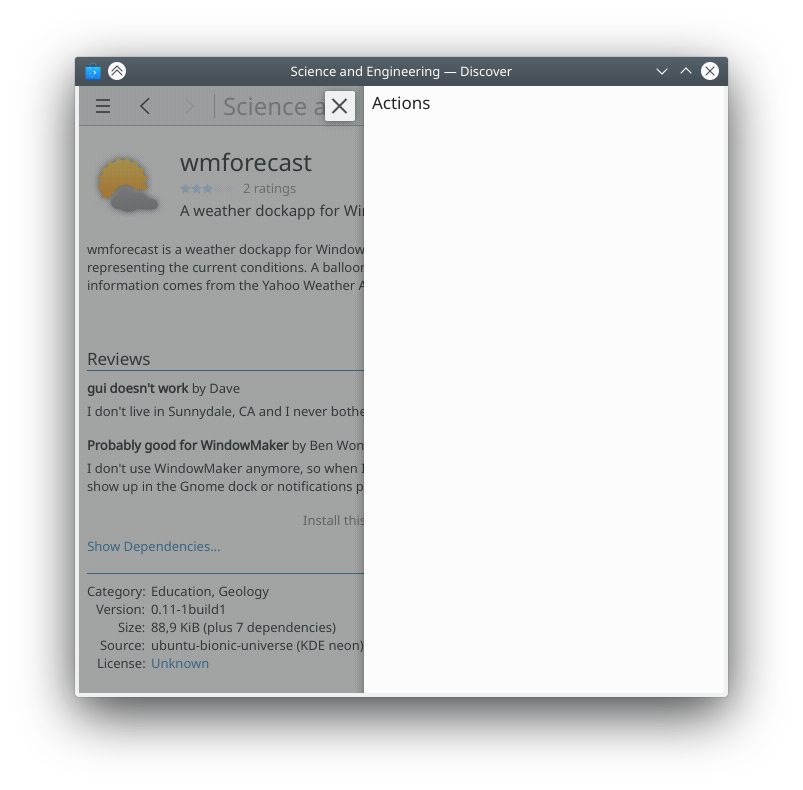 Science and Engineering — Discover
Science a
Actions
wmforecast
2 ratings
A weather dockapp for Wi
wmforecast is a weather dockapp for Window
representing the current conditions. A balloon
information comes from the Yahoo Weather A
Reviews
gui doesn't work by Dave
I don't live in Sunnydale, CA and I never bothe
Probably good for WindowMaker by Ben Won
I don't use WindowMaker anymore, so when I
show up in the Gnome dock or notifications p
Install this
Show Dependencies...
Category: Education, Geology
Version: 0.11-1build1
Size: 88,9 KiB (plus 7 dependencies)
Source: ubuntu-bionic-universe (KDE neon)
License: Unknown